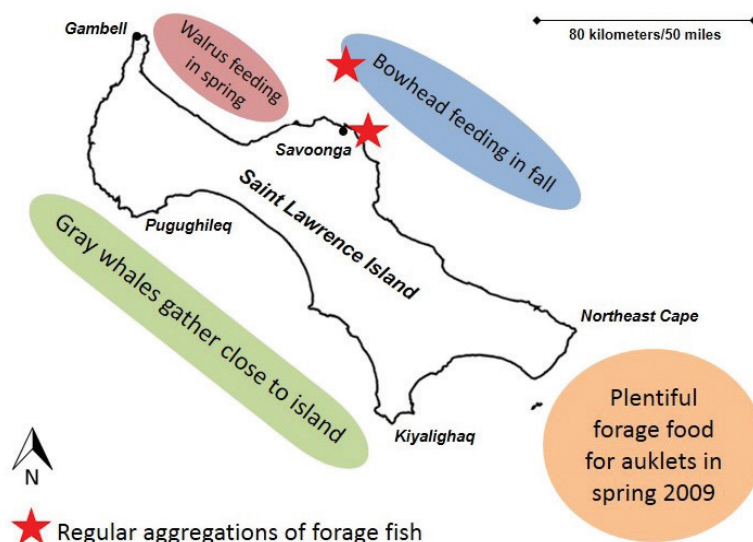 Gambell
80 kilometers/50 miles
Walrus feeding
in spring
Bowhead feeding in fall
Savoonga
Saint Lawrence Island
Pugughileq
Gray whales gather close to island
Northeast Cape
Kiyalighaq
Plentiful
forage food
for auklets in
spring 2009
N
Regular aggregations of forage fish